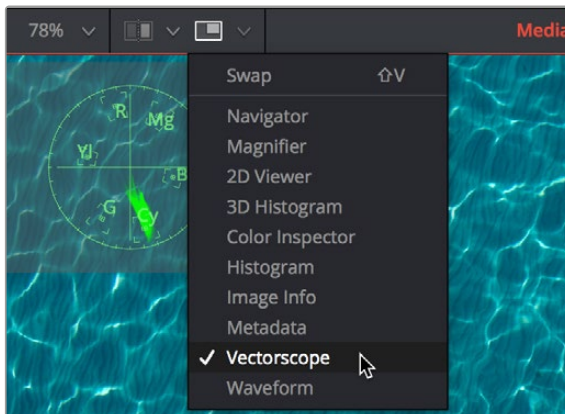 78%
Media
Swap ⇧V
Navigator
Magnifier
2D Viewer
3D Histogram
Color Inspector
Histogram
Image Info
Metadata
✓ Vectorscope
Waveform
R
Mg
Yl
B
G
Cy